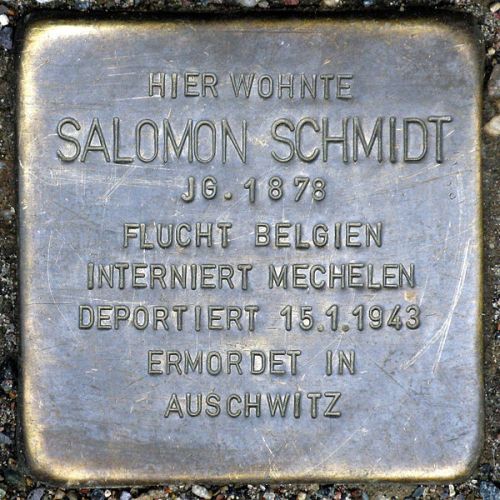 HIER WOHNTE
SALOMON SCHMIDT
JG. 1878
FLUCHT BELGIEN
INTERNIERT MECHELEN
DEPORTIERT 15.1.1943
ERMORDET IN
AUSCHWITZ